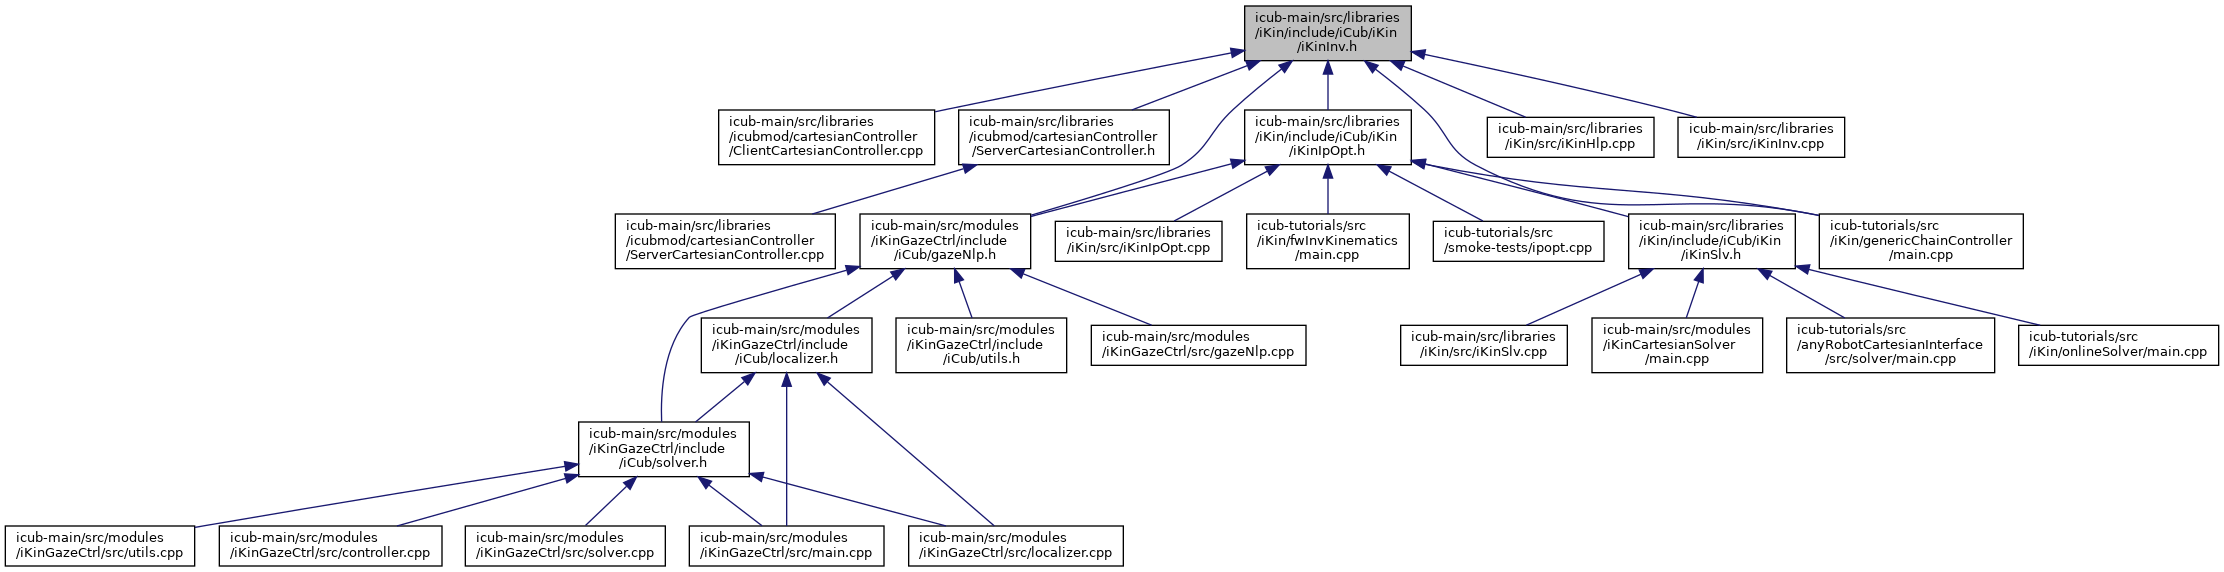 icub-main/src/libraries
/iKin/include/iCub/iKin
/iKinInv.h
icub-main/src/libraries
/icubmod/cartesianController
/ClientCartesianController.cpp
icub-main/src/libraries
/icubmod/cartesianController
/ServerCartesianController.h
icub-main/src/libraries
/iKin/include/iCub/iKin
/iKinIpOpt.h
icub-main/src/libraries
/iKin/src/iKinHlp.cpp
icub-main/src/libraries
/iKin/src/iKinInv.cpp
icub-main/src/libraries
/icubmod/cartesianController
/ServerCartesianController.cpp
icub-main/src/modules
/iKinGazeCtrl/include
/iCub/gazeNlp.h
icub-main/src/libraries
/iKin/src/iKinIpOpt.cpp
icub-tutorials/src
/iKin/fwInvKinematics
/main.cpp
icub-tutorials/src
/smoke-tests/ipopt.cpp
icub-main/src/libraries
/iKin/include/iCub/iKin
/iKinSlv.h
icub-tutorials/src
/iKin/genericChainController
/main.cpp
icub-main/src/modules
/iKinGazeCtrl/include
/iCub/localizer.h
icub-main/src/modules
/iKinGazeCtrl/include
/iCub/utils.h
icub-main/src/modules
/iKinGazeCtrl/src/gazeNlp.cpp
icub-main/src/libraries
/iKin/src/iKinSlv.cpp
icub-main/src/modules
/iKinCartesianSolver
/main.cpp
icub-tutorials/src
/anyRobotCartesianInterface
/src/solver/main.cpp
icub-tutorials/src
/iKin/onlineSolver/main.cpp
icub-main/src/modules
/iKinGazeCtrl/include
/iCub/solver.h
icub-main/src/modules
/iKinGazeCtrl/src/utils.cpp
icub-main/src/modules
/iKinGazeCtrl/src/controller.cpp
icub-main/src/modules
/iKinGazeCtrl/src/solver.cpp
icub-main/src/modules
/iKinGazeCtrl/src/main.cpp
icub-main/src/modules
/iKinGazeCtrl/src/localizer.cpp